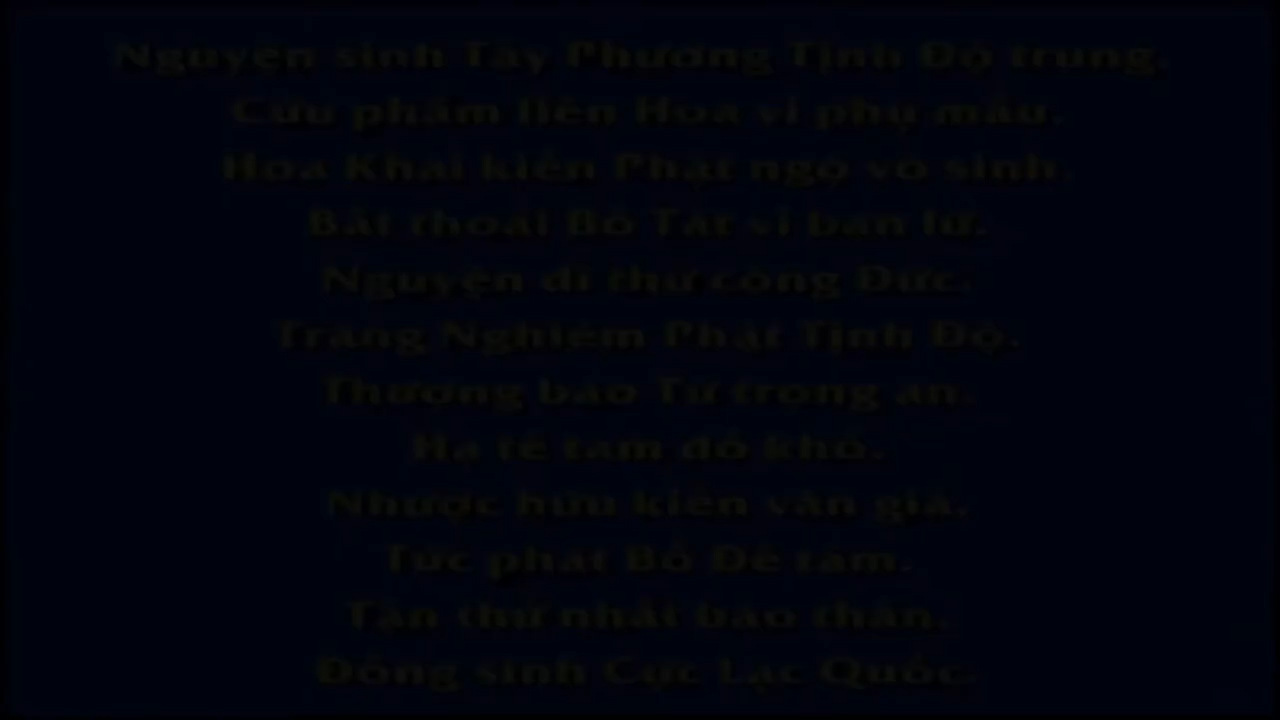 Nguyện sinh Tây Phương Tịnh Độ trung.
Cửu phẩm liên Hoa vi phụ mẫu.
Hoa Khai kiến Phật ngộ vô sinh.
Bất thoái Bồ Tát vi bạn lữ.
Nguyện dĩ thử công Đức.
Trang Nghiêm Phật Tịnh Độ.
Thượng báo Tứ trọng ân.
Hạ tế tam đồ khổ.
Nhược hữu kiến văn giả.
Tức phát Bồ Đề tâm.
Tận thử nhất báo thân.
Đồng sinh Cực Lạc Quốc.